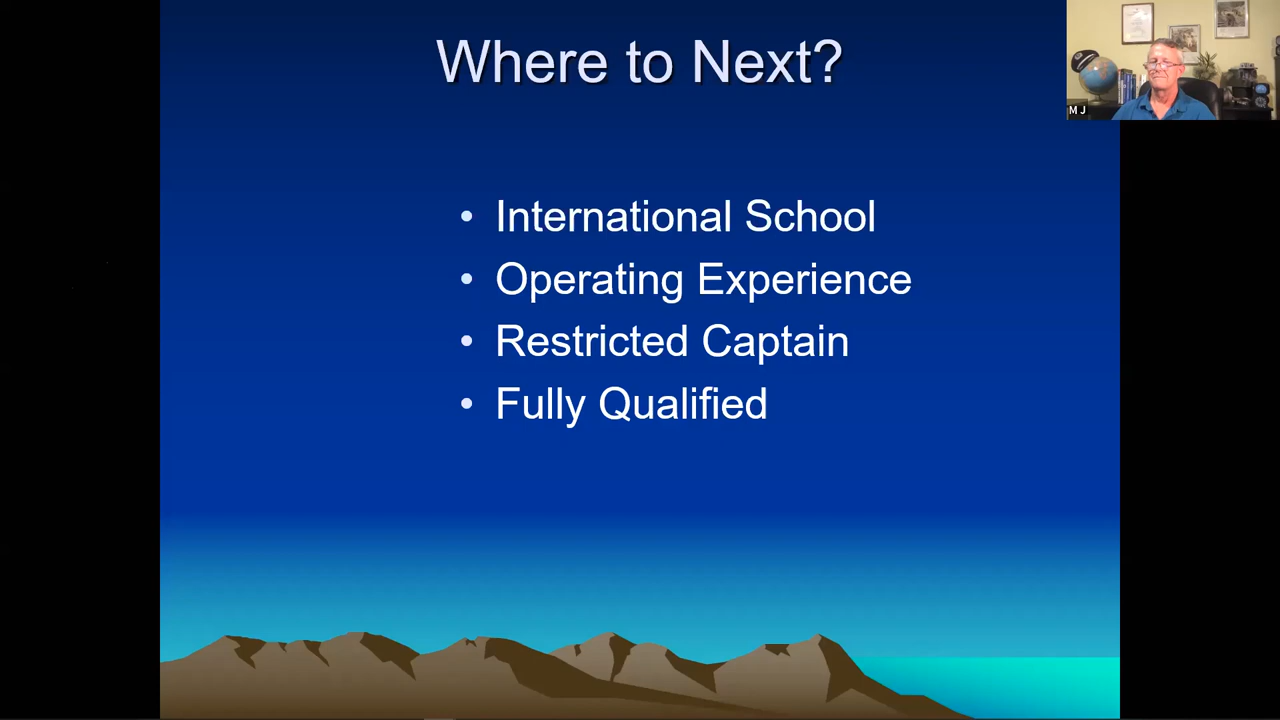 Where to Next?
• International School
• Operating Experience
• Restricted Captain
• Fully Qualified
M J